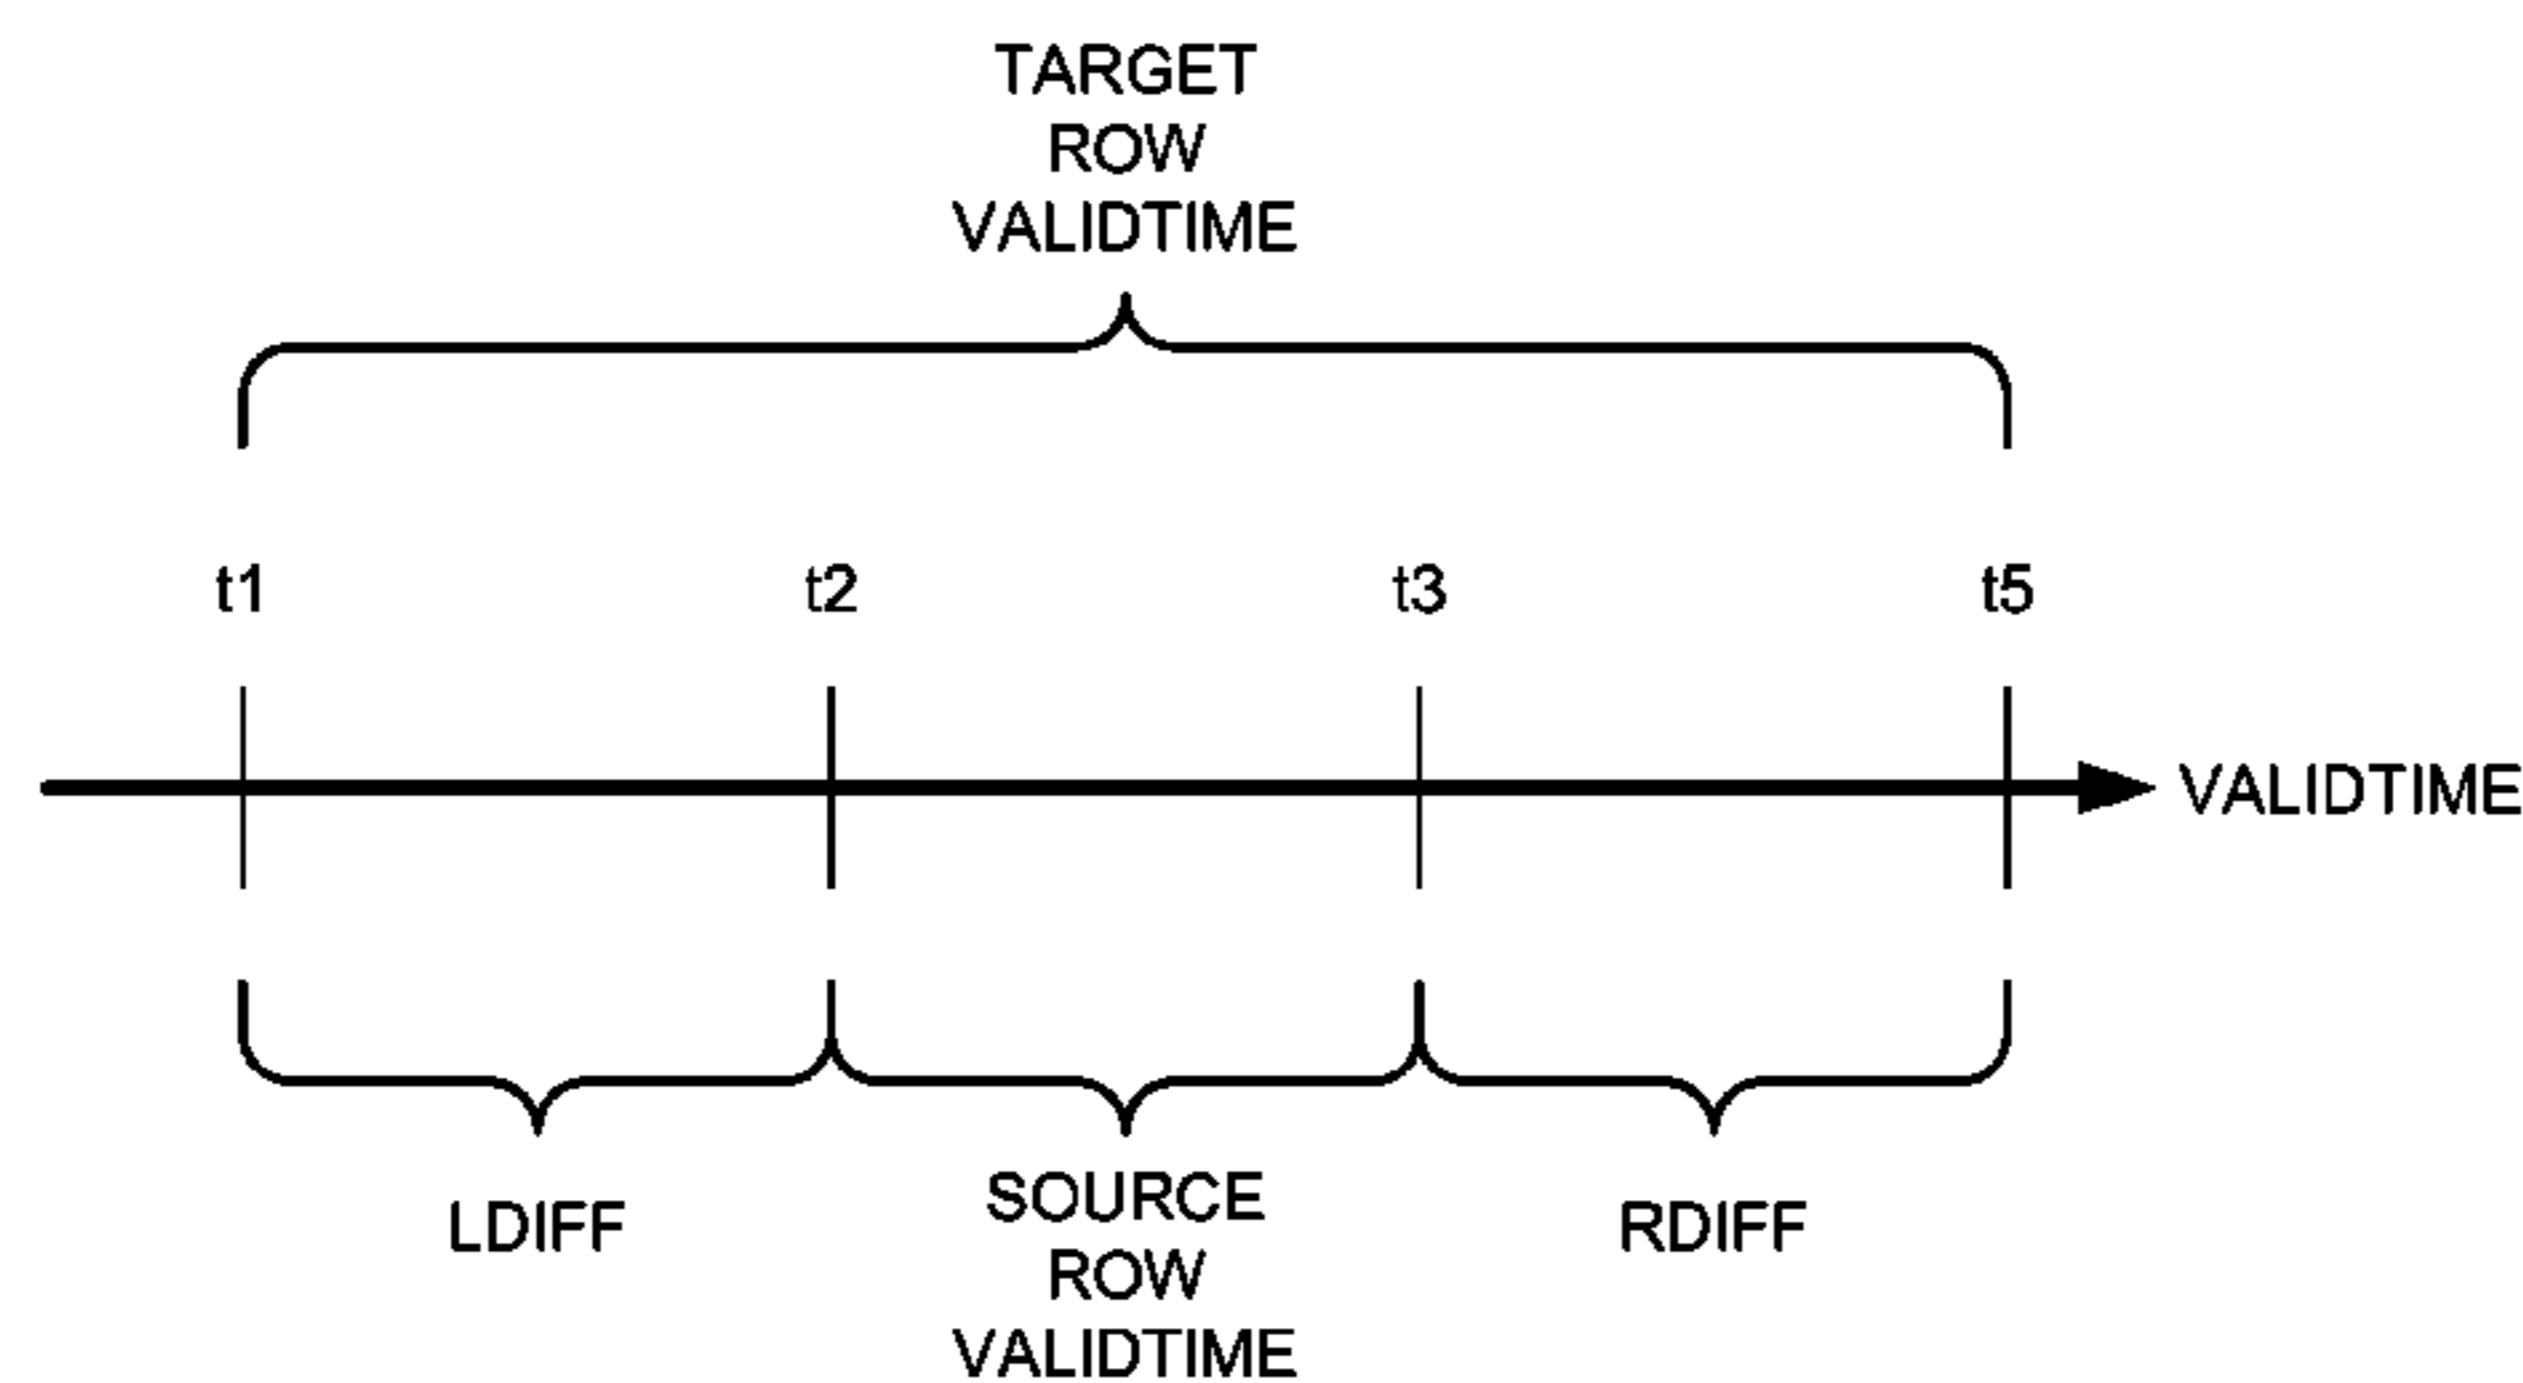 TARGET
ROW
VALIDTIME
t1 t2 t3 t5
VALIDTIME
LDIFF
SOURCE
ROW
VALIDTIME
RDIFF